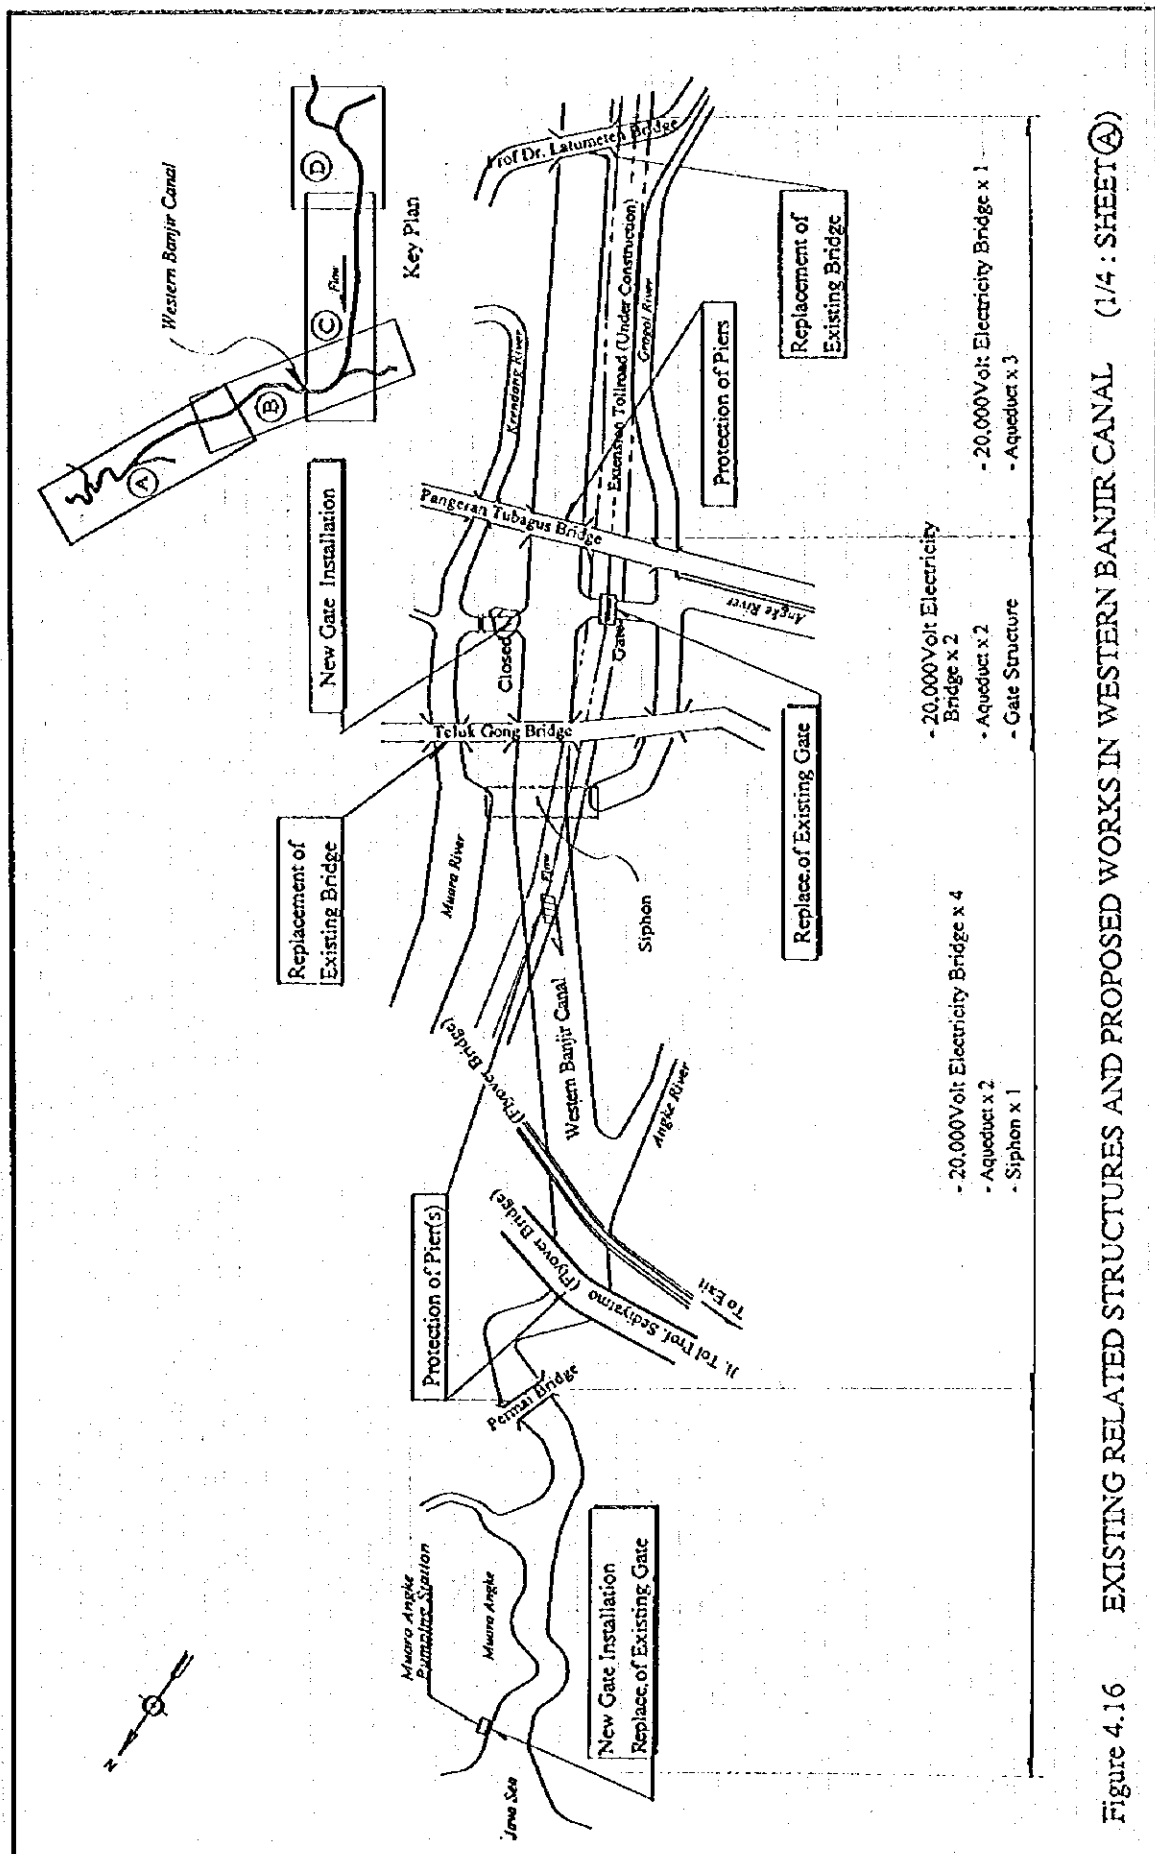 Western Banjir Canal
A
B
C
D
Flow
Key Plan
N
New Gate Installation
Replacement of
Existing Bridge
Protection of Pier(s)
Muara Angke
Pumping Station
Muara Angke
Java Sea
New Gate Installation
Replace. of Existing Gate
Permai Bridge
Jl. Tol Prof. Sediyatmo (Flyover Bridge)
(Flyover Bridge)
To Exit
Angke River
Western Banjir Canal
Flow
Siphon
Muara River
Teluk Gong Bridge
Closed
Gate
Replace. of Existing Gate
Angke River
Pangeran Tubagus Bridge
Krendang River
Extension Tollroad (Under Construction)
Grogol River
Protection of Piers
Prof Dr. Latumeten Bridge
Replacement of
Existing Bridge
- 20,000Volt Electricity Bridge x 4
- Aqueduct x 2
- Siphon x 1
- 20,000Volt Electricity
Bridge x 2
- Aqueduct x 2
- Gate Structure
- 20,000Volt Electricity Bridge x 1
- Aqueduct x 3
Figure 4.16 EXISTING RELATED STRUCTURES AND PROPOSED WORKS IN WESTERN BANJIR CANAL (1/4 : SHEET A)